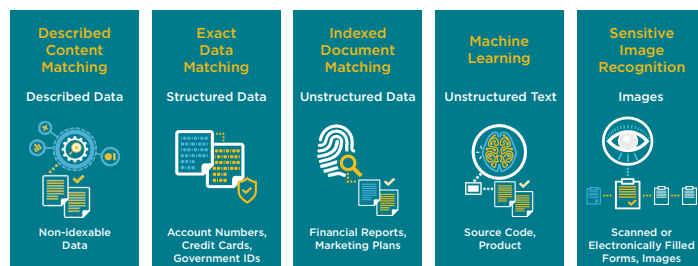 Described
Content
Matching
Described Data
Non-idexable
Data
Exact
Data
Matching
Structured Data
Account Numbers,
Credit Cards,
Government IDs
Indexed
Document
Matching
Unstructured Data
Financial Reports,
Marketing Plans
Machine
Learning
Unstructured Text
Source Code,
Product
Sensitive
Image
Recognition
Images
Scanned or
Electronically Filled
Forms, Images